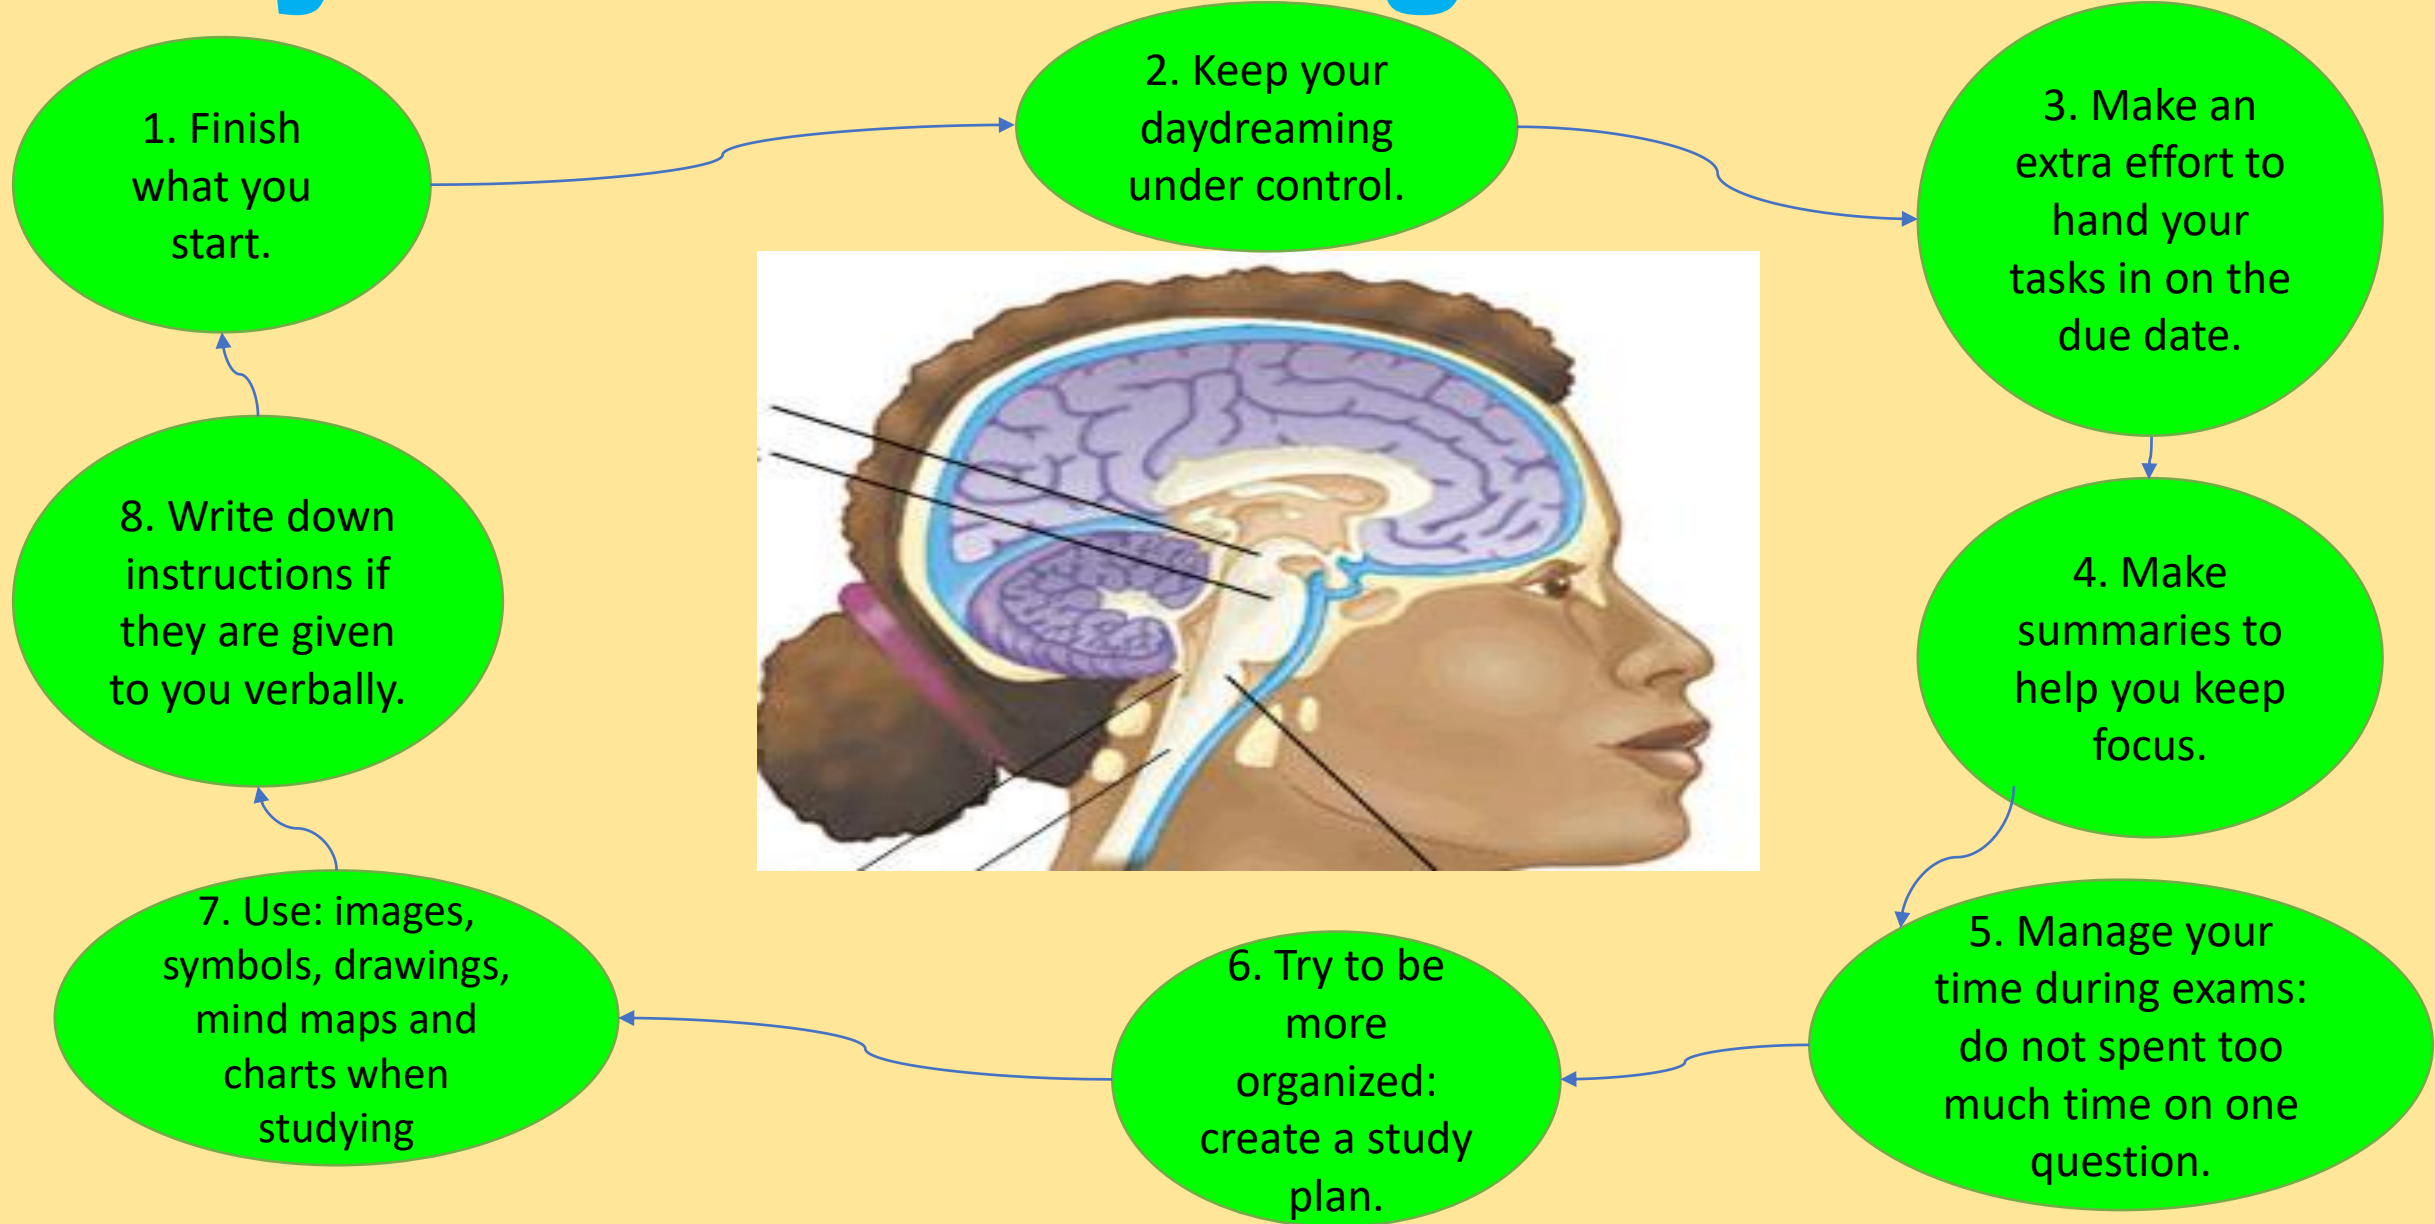 1. Finish
what you
start.
2. Keep your
daydreaming
under control.
3. Make an
extra effort to
hand your
tasks in on the
due date.
4. Make
summaries to
help you keep
focus.
5. Manage your
time during exams:
do not spent too
much time on one
question.
6. Try to be
more
organized:
create a study
plan.
7. Use: images,
symbols, drawings,
mind maps and
charts when
studying
8. Write down
instructions if
they are given
to you verbally.